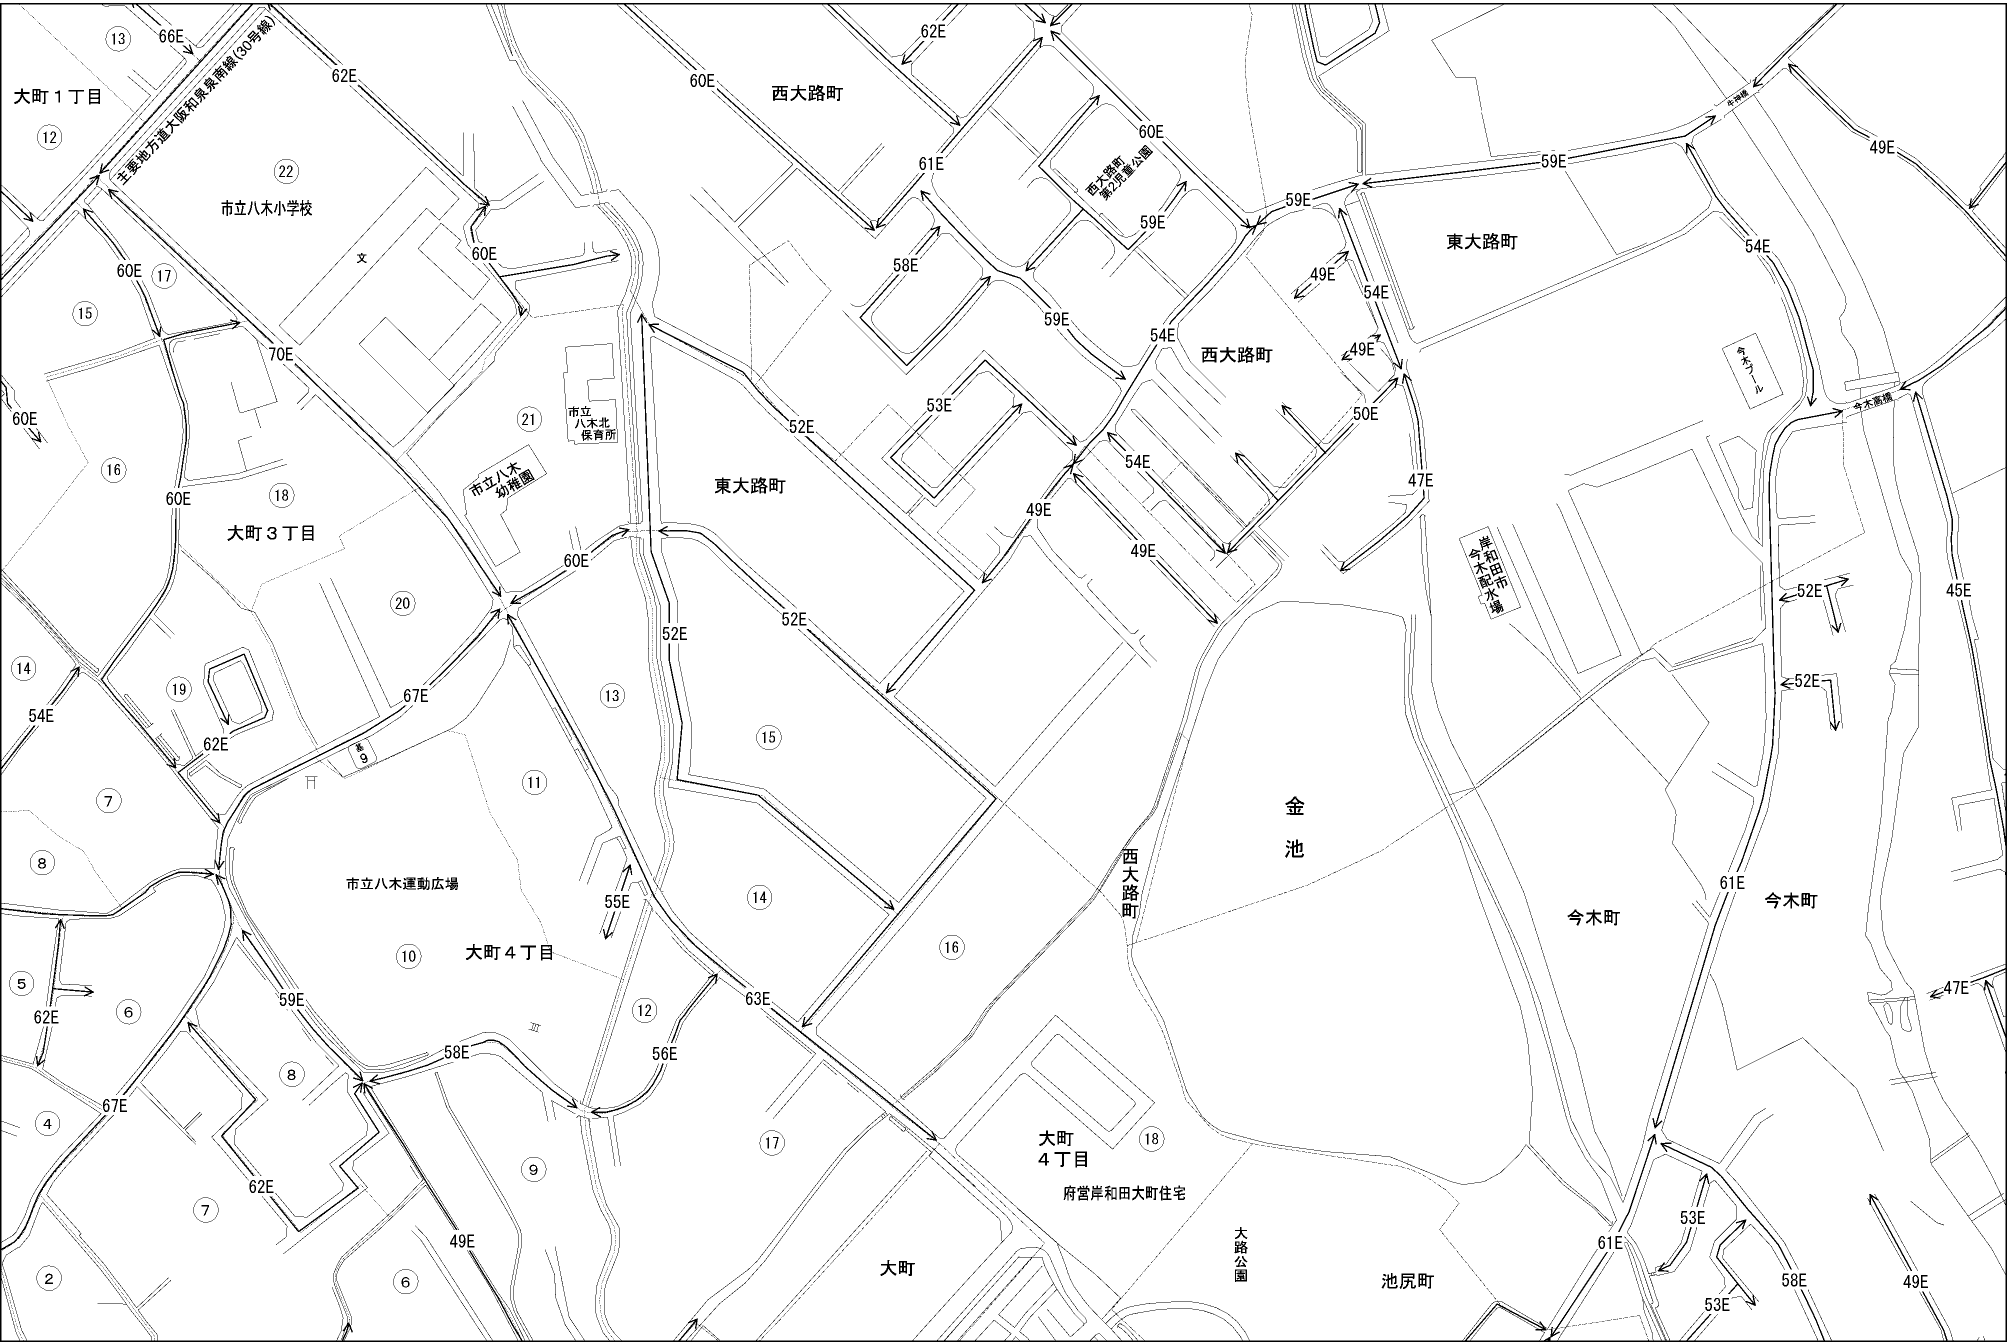 66E
13
主要地方道大阪和泉泉南線(30号線)
大町１丁目
12
62E
22
市立八木小学校
文
60E
西大路町
62E
61E
60E
西大路町
第2児童公園
59E
58E
59E
59E
59E
牛神橋
49E
東大路町
54E
49E
54E
49E
54E
西大路町
50E
47E
今木プール
今木高橋
60E
17
15
60E
70E
60E
16
60E
18
大町３丁目
21
市立
八木北
保育所
市立八木
幼稚園
52E
53E
東大路町
49E
54E
49E
岸和田市
今木配水場
52E
45E
52E
60E
20
52E
52E
14
19
54E
62E
67E
基
9
13
15
11
7
8
市立八木運動広場
10
大町４丁目
55E
14
16
西大路町
金
池
今木町
61E
今木町
47E
5
6
62E
59E
12
63E
58E
56E
8
67E
4
17
9
大町
４丁目
18
府営岸和田大町住宅
62E
7
49E
2
6
大町
大路公園
池尻町
61E
53E
53E
58E
49E